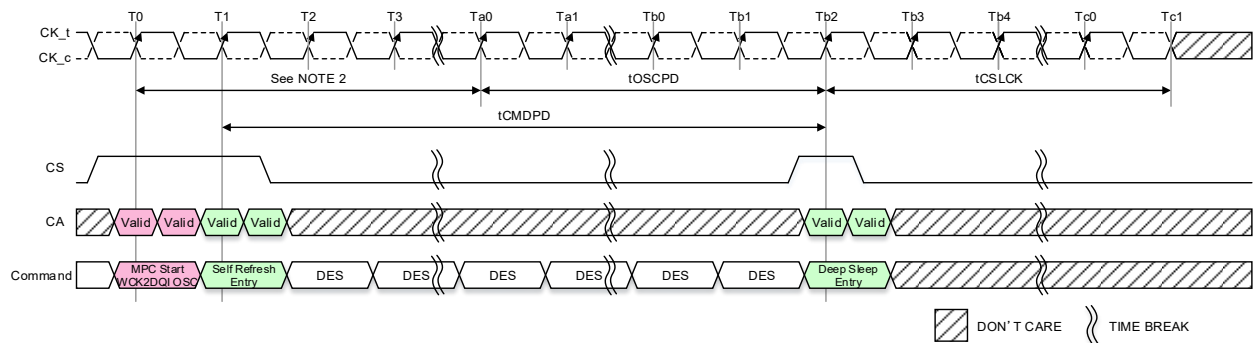 T0 T1 T2 T3 Ta0 Ta1 Tb0 Tb1 Tb2 Tb3 Tb4 Tc0 Tc1
CK_t
CK_c
See NOTE 2 tOSCPD tCSLCK
tCMDPD
CS
CA Valid Valid Valid Valid Valid Valid
Command MPC Start WCK2DQI OSC Self Refresh Entry DES DES DES DES DES DES Deep Sleep Entry
DON'T CARE TIME BREAK